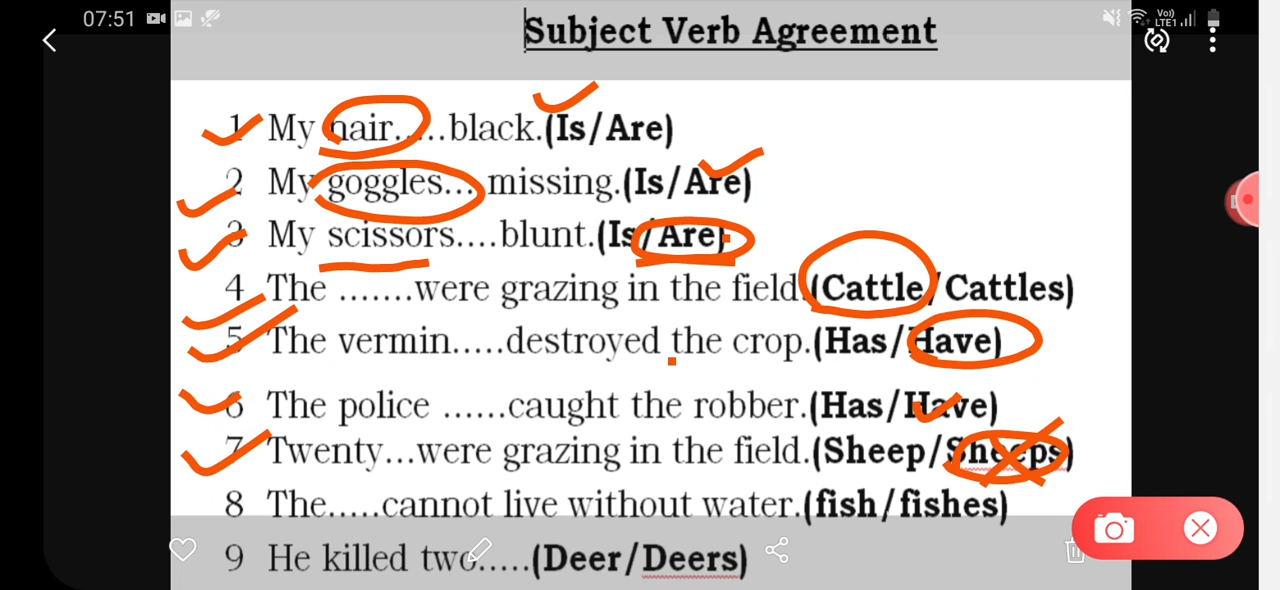 07:51
Vo)
LTE1
Subject Verb Agreement
1 My hair.....black.(Is/Are)
2 My goggles....missing.(Is/Are)
3 My scissors....blunt.(Is/Are)
4 The .......were grazing in the field.(Cattle/Cattles)
5 The vermin.....destroyed the crop.(Has/Have)
6 The police ......caught the robber.(Has/Have)
7 Twenty...were grazing in the field.(Sheep/Sheeps)
8 The.....cannot live without water.(fish/fishes)
9 He killed two.....(Deer/Deers)